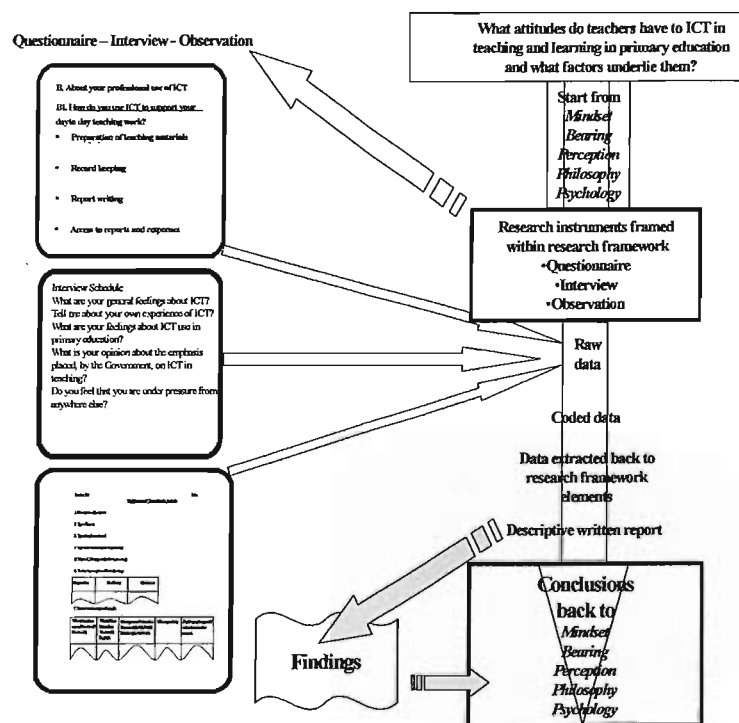 Questionnaire – Interview - Observation
B. About your professional use of ICT
B1. How do you use ICT to support your
day to day teaching work?
• Preparation of teaching materials
• Record keeping
• Report writing
• Access to reports and responses
Interview Schedule
What are your general feelings about ICT?
Tell me about your own experience of ICT?
What are your feelings about ICT use in
primary education?
What is your opinion about the emphasis
placed, by the Government, on ICT in
teaching?
Do you feel that you are under pressure from
anywhere else?
What attitudes do teachers have to ICT in
teaching and learning in primary education
and what factors underlie them?
Start from
Mindset
Bearing
Perception
Philosophy
Psychology
Research instruments framed
within research framework
•Questionnaire
•Interview
•Observation
Raw
data
Coded data
Data extracted back to
research framework
elements
Descriptive written report
Findings
Conclusions
back to
Mindset
Bearing
Perception
Philosophy
Psychology